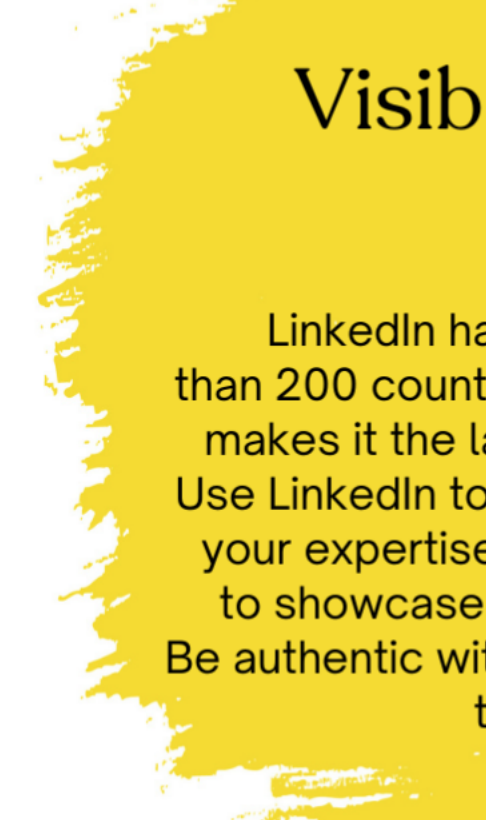 Visib
LinkedIn ha
than 200 count
makes it the la
Use LinkedIn to
your expertise
to showcase
Be authentic wit
t